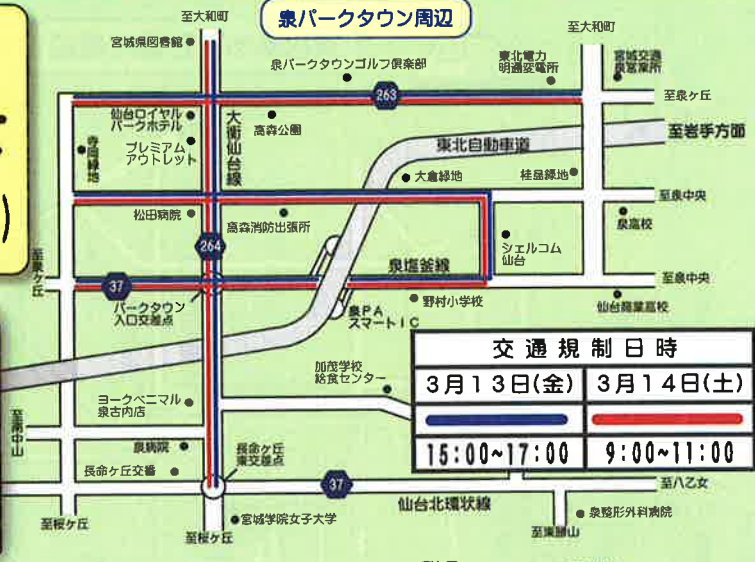 泉パークタウン周辺
至大和町
至大和町
宮城県図書館
泉パークタウンゴルフ倶楽部
東北電力
明通変電所
宮城交通
泉営業所
263
至泉ヶ丘
仙台ロイヤル
パークホテル
大衡仙台線
高森公園
至岩手方面
寺岡緑地
プレミアム
アウトレット
東北自動車道
大倉緑地
桂島緑地
至泉中央
松田病院
高森消防出張所
泉高校
264
シェルコム
仙台
至泉ヶ丘
泉塩釜線
至泉中央
37
パークタウン
入口交差点
野村小学校
仙台商業高校
泉PA
スマートIC
交通規制日時
3月13日(金)
3月14日(土)
15:00~17:00
9:00~11:00
加茂学校
給食センター
ヨークベニマル
泉古内店
至南中山
泉病院
長命ヶ丘
東交差点
長命ヶ丘交番
37
至八乙女
仙台北環状線
至桜ヶ丘
宮城学院女子大学
至桜ヶ丘
至東勝山
泉整形外科病院